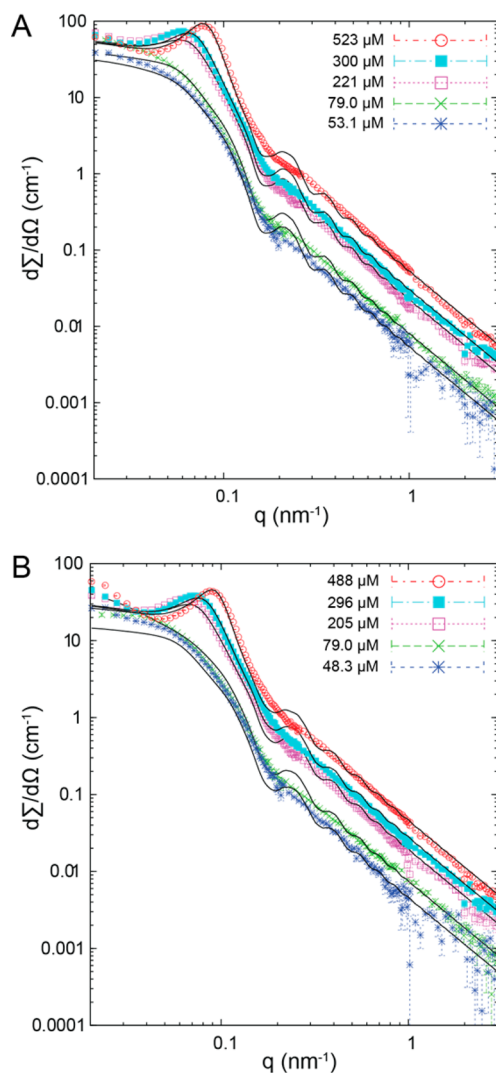 A
523 μM
300 μM
221 μM
79.0 μM
53.1 μM
100
10
1
0.1
0.01
0.001
0.0001
dΣ/dΩ (cm⁻¹)
0.1
1
q (nm⁻¹)
B
488 μM
296 μM
205 μM
79.0 μM
48.3 μM
100
10
1
0.1
0.01
0.001
0.0001
dΣ/dΩ (cm⁻¹)
0.1
1
q (nm⁻¹)